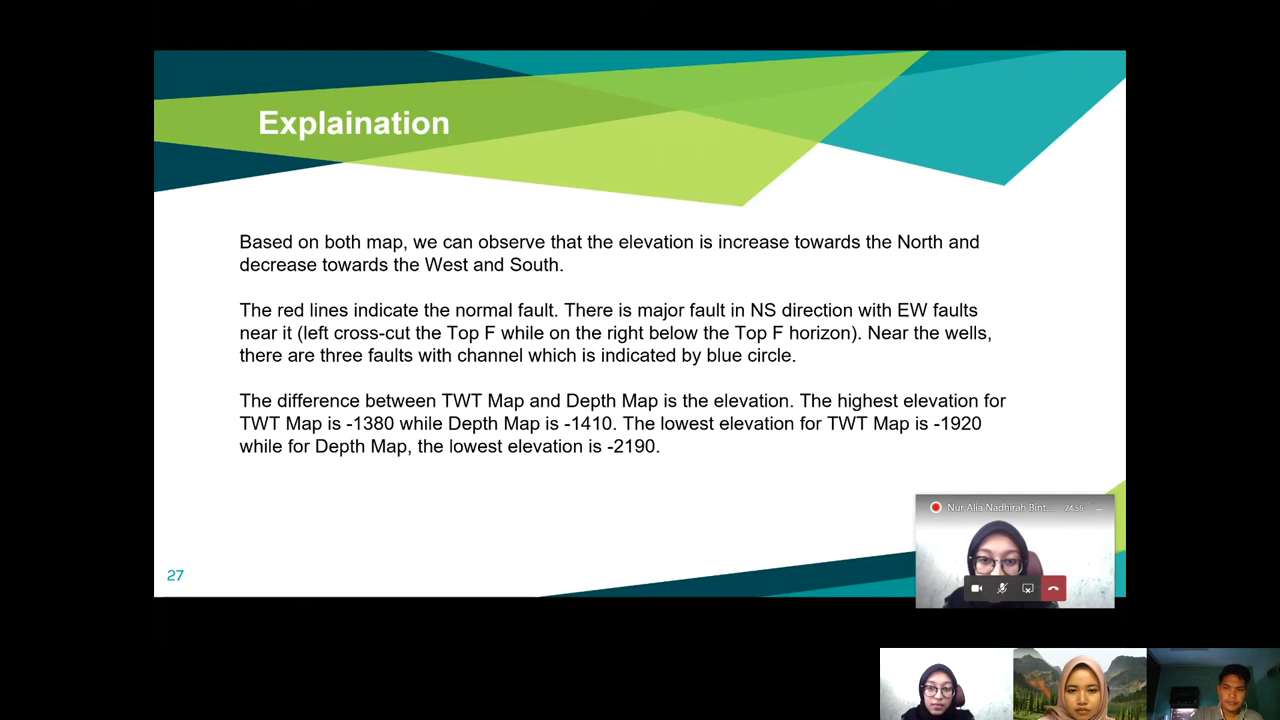 Explaination
Based on both map, we can observe that the elevation is increase towards the North and
decrease towards the West and South.
The red lines indicate the normal fault. There is major fault in NS direction with EW faults
near it (left cross-cut the Top F while on the right below the Top F horizon). Near the wells,
there are three faults with channel which is indicated by blue circle.
The difference between TWT Map and Depth Map is the elevation. The highest elevation for
TWT Map is -1380 while Depth Map is -1410. The lowest elevation for TWT Map is -1920
while for Depth Map, the lowest elevation is -2190.
Nur Alia Nadhirah Bint... 24:55
27